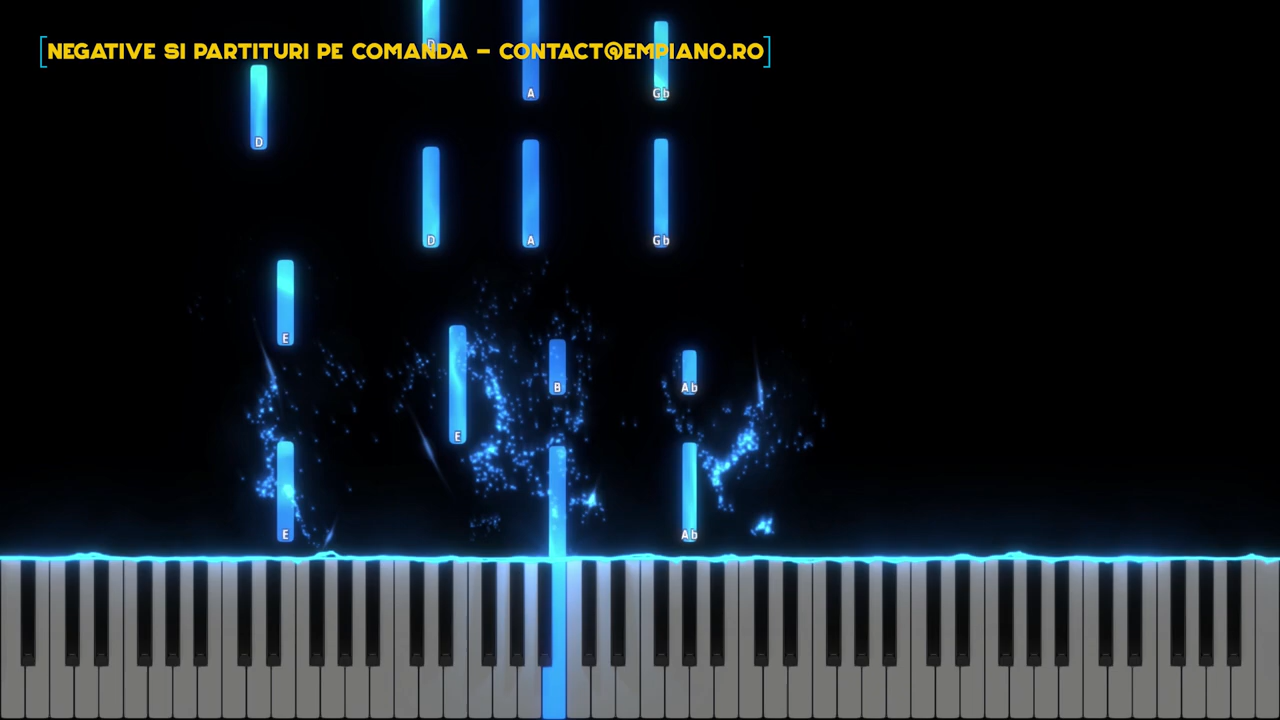 [NEGATIVE SI PARTITURI PE COMANDA - CONTACT@EMPIANO.RO]
D
A
Gb
D
D
A
Gb
E
B
Ab
E
E
Ab